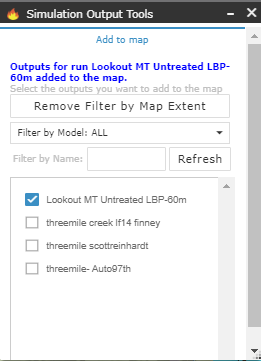 Simulation Output Tools
Add to map
Outputs for run Lookout MT Untreated LBP-
60m added to the map.
Select the outputs you want to add to the map
Remove Filter by Map Extent
Filter by Model: ALL
Filter by Name:
Refresh
Lookout MT Untreated LBP-60m
threemile creek lf14 finney
threemile scottreinhardt
threemile- Auto97th